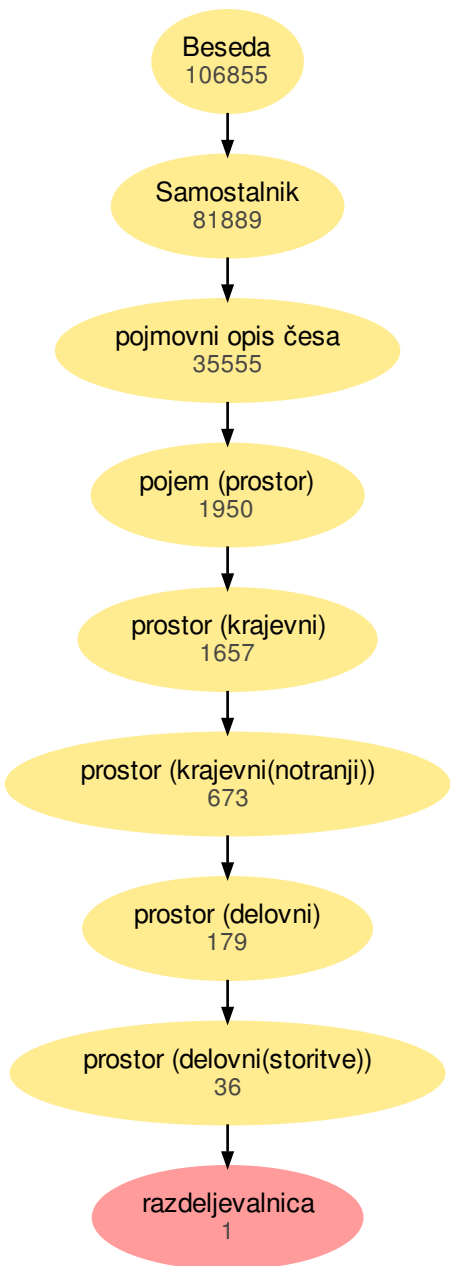 Beseda
106855
Samostalnik
81889
pojmovni opis česa
35555
pojem (prostor)
1950
prostor (krajevni)
1657
prostor (krajevni(notranji))
673
prostor (delovni)
179
prostor (delovni(storitve))
36
razdeljevalnica
1